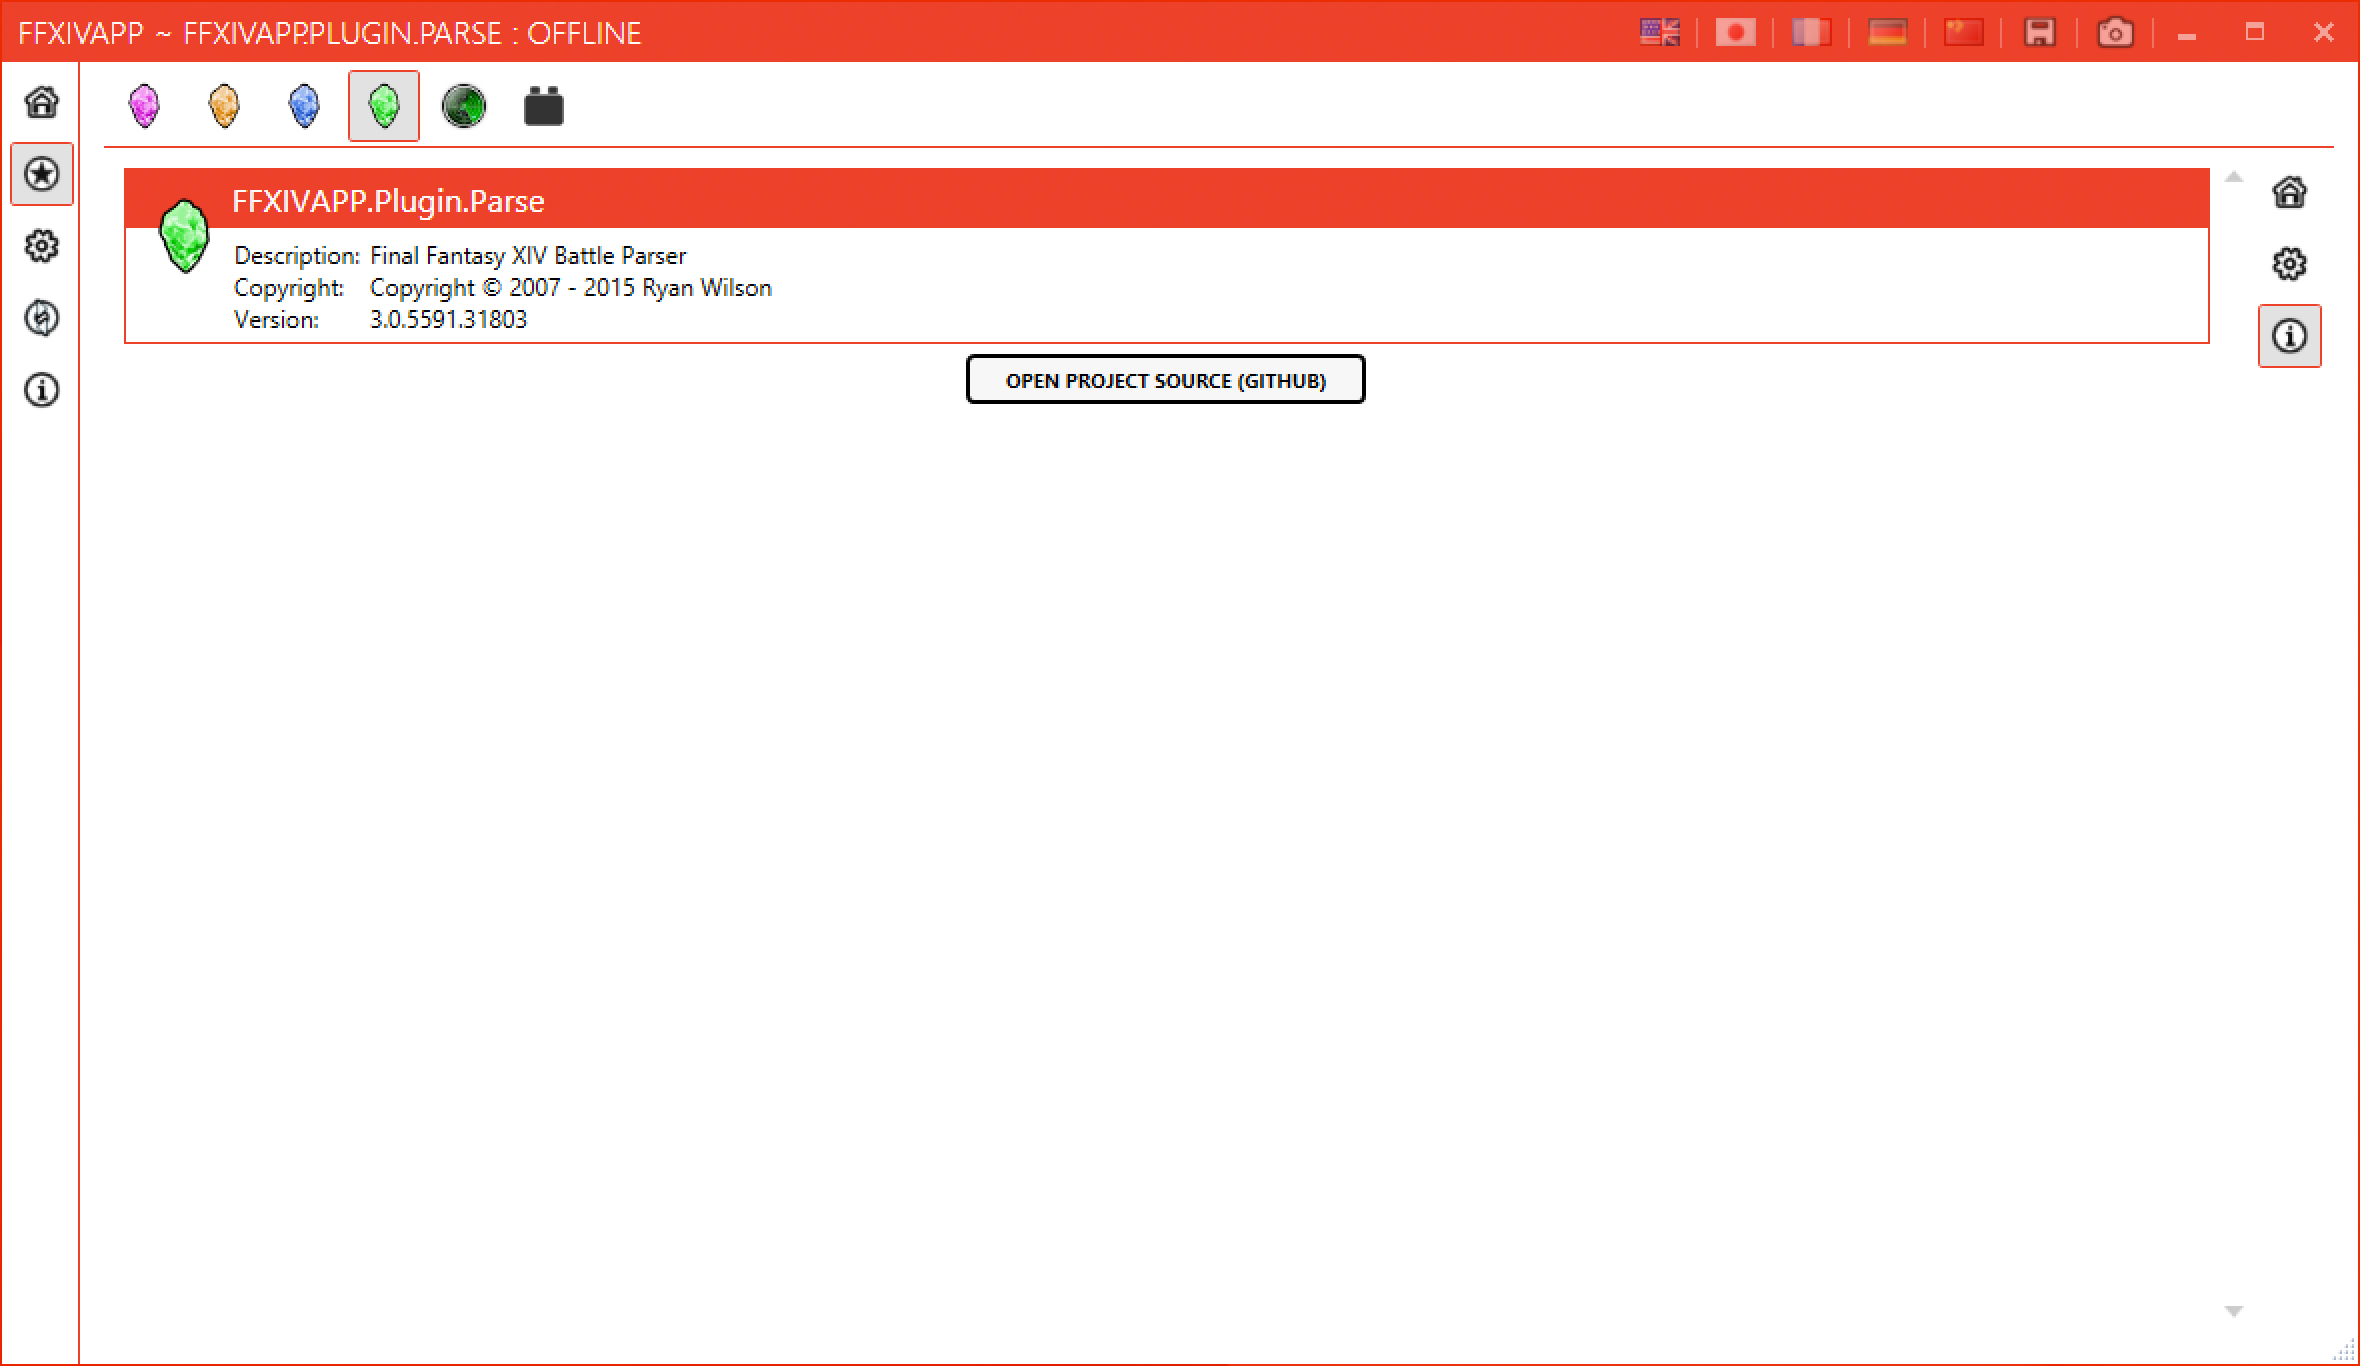 FFXIVAPP ~ FFXIVAPP.PLUGIN.PARSE : OFFLINE
FFXIVAPP.Plugin.Parse
Description: Final Fantasy XIV Battle Parser
Copyright: Copyright © 2007 - 2015 Ryan Wilson
Version: 3.0.5591.31803
OPEN PROJECT SOURCE (GITHUB)